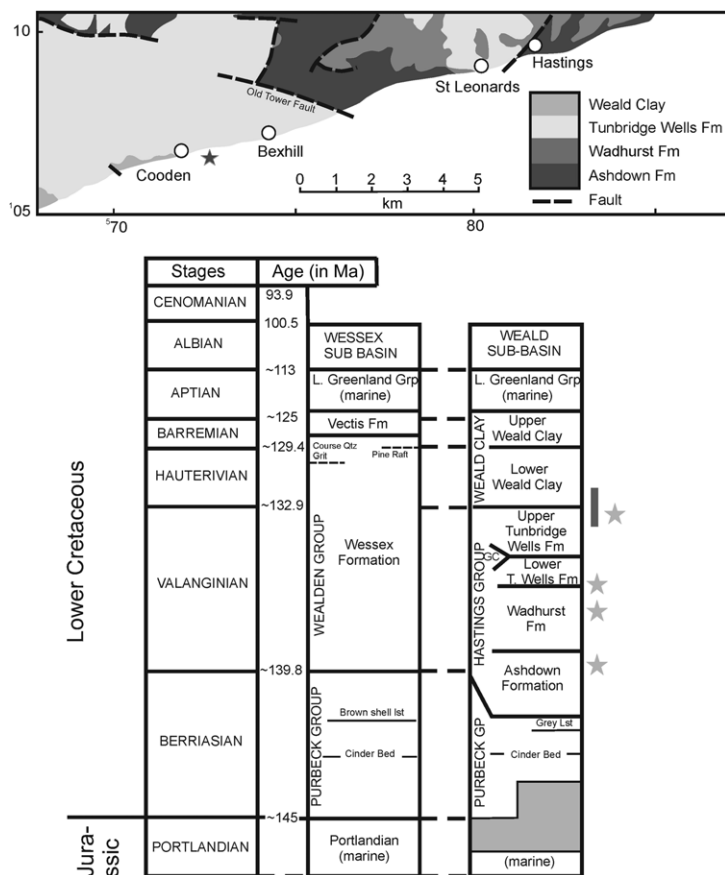 10
Old Tower Fault
St Leonards
Hastings
Cooden
Bexhill
Weald Clay
Tunbridge Wells Fm
Wadhurst Fm
Ashdown Fm
Fault
0 1 2 3 4 5
km
¹05
⁵70
80
Stages
Age (in Ma)
CENOMANIAN
93.9
100.5
ALBIAN
WESSEX
SUB BASIN
WEALD
SUB-BASIN
~113
APTIAN
L. Greenland Grp
(marine)
L. Greenland Grp
(marine)
~125
BARREMIAN
Vectis Fm
Upper
Weald Clay
~129.4
Course Qtz
Grit
Pine Raft
HAUTERIVIAN
Lower
Weald Clay
WEALD CLAY
~132.9
Lower Cretaceous
VALANGINIAN
WEALDEN GROUP
Wessex
Formation
HASTINGS GROUP
Upper
Tunbridge
Wells Fm
GC
Lower
T. Wells Fm
Wadhurst
Fm
~139.8
Ashdown
Formation
BERRIASIAN
PURBECK GROUP
Brown shell lst
Cinder Bed
PURBECK GP
Grey Lst
Cinder Bed
~145
Jura-
ssic
PORTLANDIAN
Portlandian
(marine)
(marine)